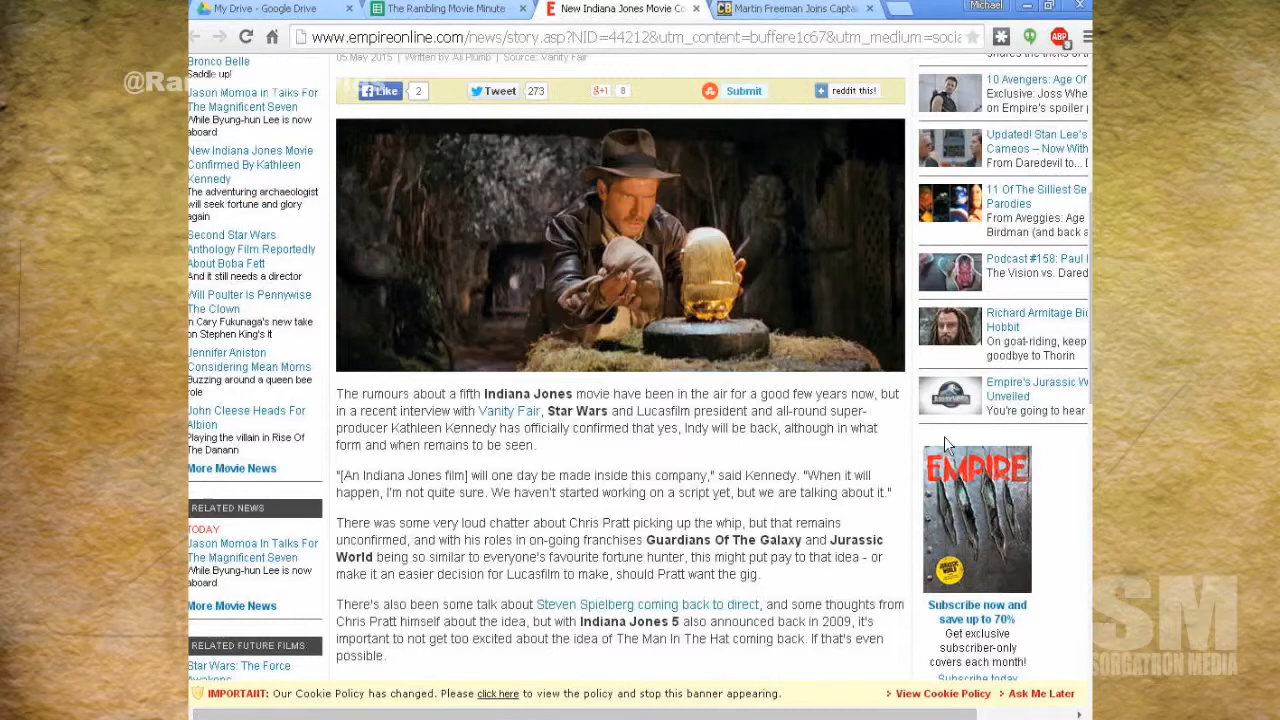 My Drive - Google Drive
The Rambling Movie Minute
New Indiana Jones Movie Co
Martin Freeman Joins Capta
Michael
www.empireonline.com/news/story.asp?NID=44212&utm_content=buffere1c67&utm_medium=socia
ABP
9
2015 | Written by Ali Plumb | Source: Vanity Fair
Like 2
Tweet 273
g+1 8
Submit
reddit this!
Bronco Belle
Saddle up!
Jason Momoa in Talks For
The Magnificent Seven
While Byung-hun Lee is now
aboard
New Indiana Jones Movie
Confirmed By Kathleen
Kennedy
The adventuring archaeologist
will seek fortune and glory
again
Second Star Wars
Anthology Film Reportedly
About Boba Fett
And it still needs a director
Will Poulter Is Pennywise
The Clown
In Cary Fukunaga's new take
on Stephen King's It
Jennifer Aniston
Considering Mean Moms
Buzzing around a queen bee
role
John Cleese Heads For
Albion
Playing the villain in Rise Of
The Danann
More Movie News
RELATED NEWS
TODAY
Jason Momoa In Talks For
The Magnificent Seven
While Byung-hun Lee is now
aboard
More Movie News
RELATED FUTURE FILMS
Star Wars: The Force
Awakens
The rumours about a fifth Indiana Jones movie have been in the air for a good few years now, but
in a recent interview with Vanity Fair, Star Wars and Lucasfilm president and all-round super-
producer Kathleen Kennedy has officially confirmed that yes, Indy will be back, although in what
form and when remains to be seen.
"[An Indiana Jones film] will one day be made inside this company," said Kennedy. "When it will
happen, I'm not quite sure. We haven't started working on a script yet, but we are talking about it."
There was some very loud chatter about Chris Pratt picking up the whip, but that remains
unconfirmed, and with his roles in on-going franchises Guardians Of The Galaxy and Jurassic
World being so similar to everyone's favourite fortune hunter, this might put pay to that idea - or
make it an easier decision for Lucasfilm to make, should Pratt want the gig.
There's also been some talk about Steven Spielberg coming back to direct, and some thoughts from
Chris Pratt himself about the idea, but with Indiana Jones 5 also announced back in 2009, it's
important to not get too excited about the idea of The Man In The Hat coming back. If that's even
possible.
10 Avengers: Age Of
Exclusive: Joss Whe
on Empire's spoiler
Updated! Stan Lee's
Cameos – Now With
From Daredevil to...
11 Of The Silliest Se
Parodies
From Aveggies: Age
Birdman (and back a
Podcast #158: Paul
The Vision vs. Dared
Richard Armitage Bi
Hobbit
On goat-riding, keep
goodbye to Thorin
Empire's Jurassic W
Unveiled
You're going to hear
EMPIRE
JURASSIC
WORLD
Subscribe now and
save up to 70%
Get exclusive
subscriber-only
covers each month!
Subscribe today
IMPORTANT: Our Cookie Policy has changed. Please click here to view the policy and stop this banner appearing.
> View Cookie Policy > Ask Me Later
SM
SORGATRON MEDIA